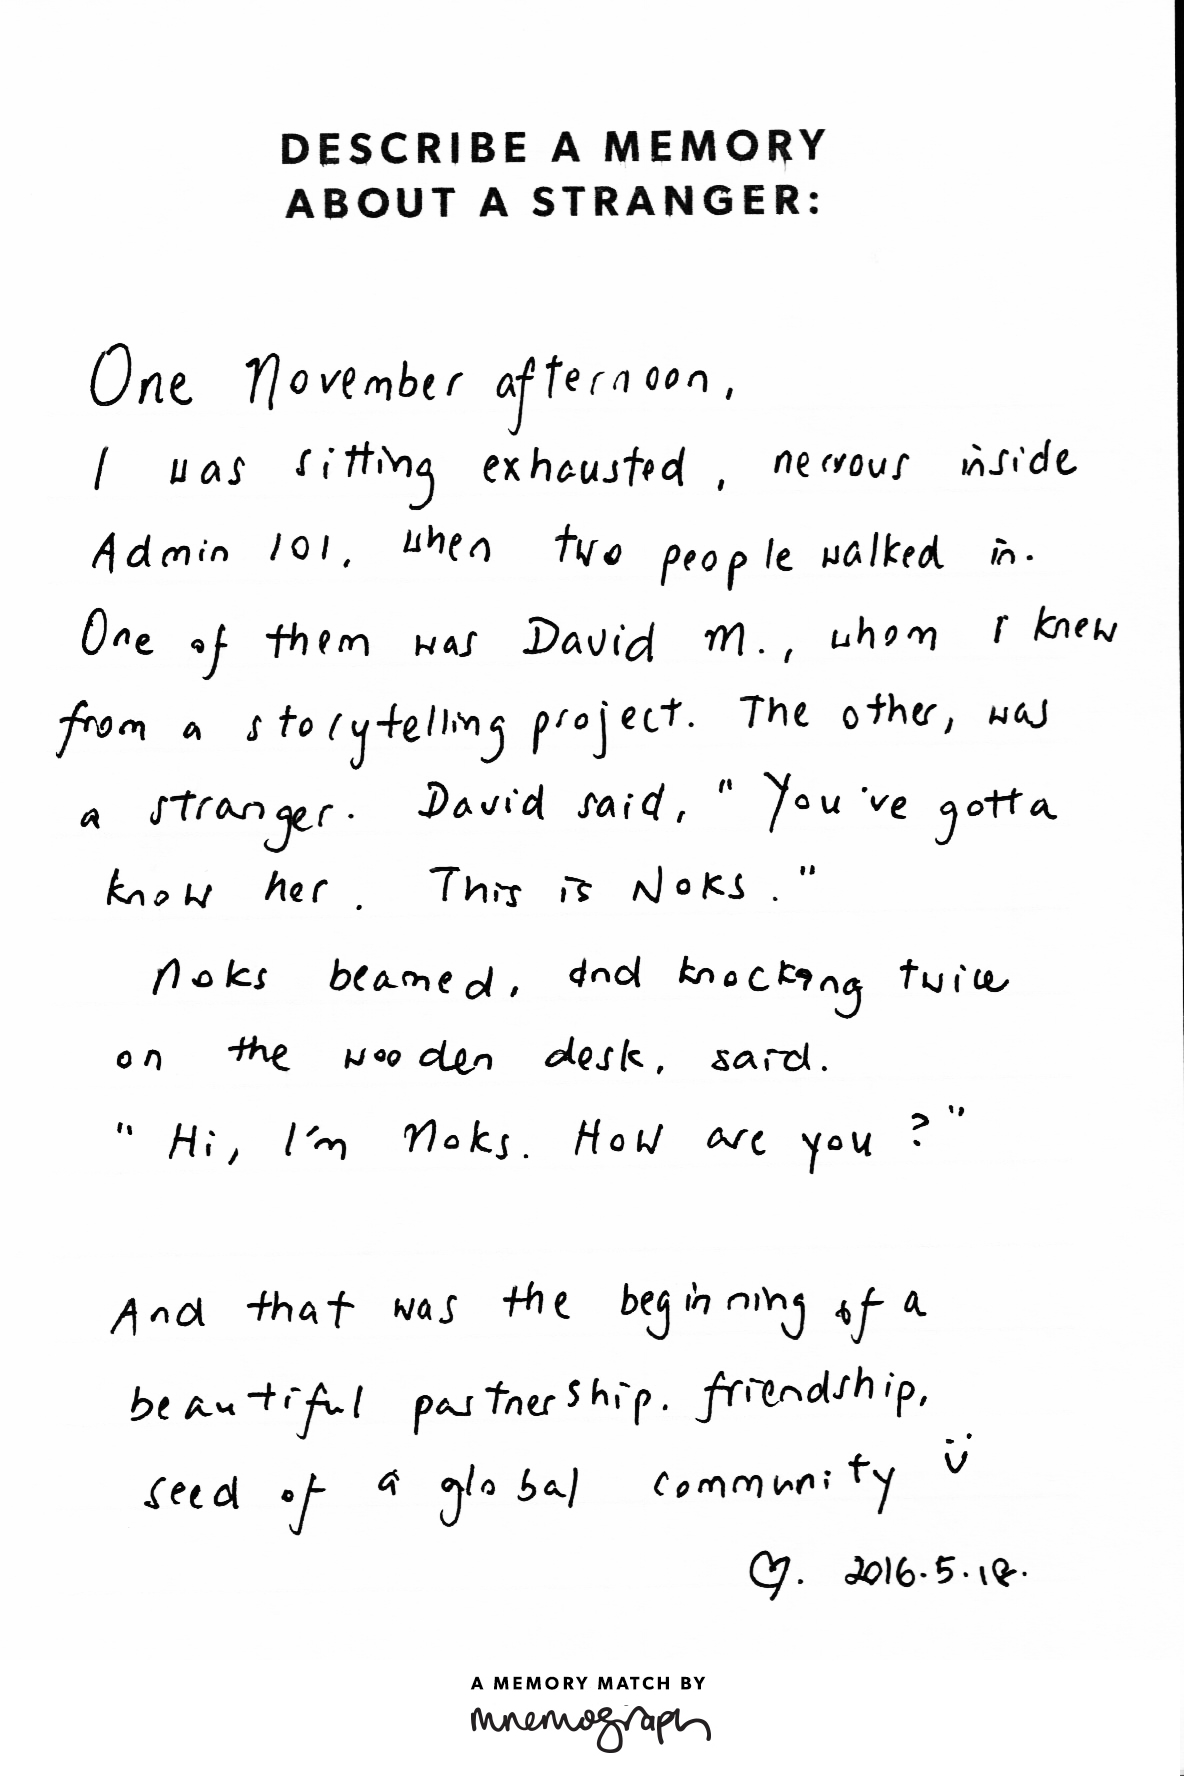 DESCRIBE A MEMORY
ABOUT A STRANGER:
One November afternoon,
I was sitting exhausted, nervous inside
Admin 101, when two people walked in.
One of them was David M., whom I knew
from a storytelling project. The other, was
a stranger. David said, "You've gotta
know her. This is Noks."
Noks beamed, and knocking twice
on the wooden desk, said.
"Hi, I'm Noks. How are you?"
And that was the beginning of a
beautiful partnership. friendship,
seed of a global community
2016.5.18.
A MEMORY MATCH BY
mnemograph